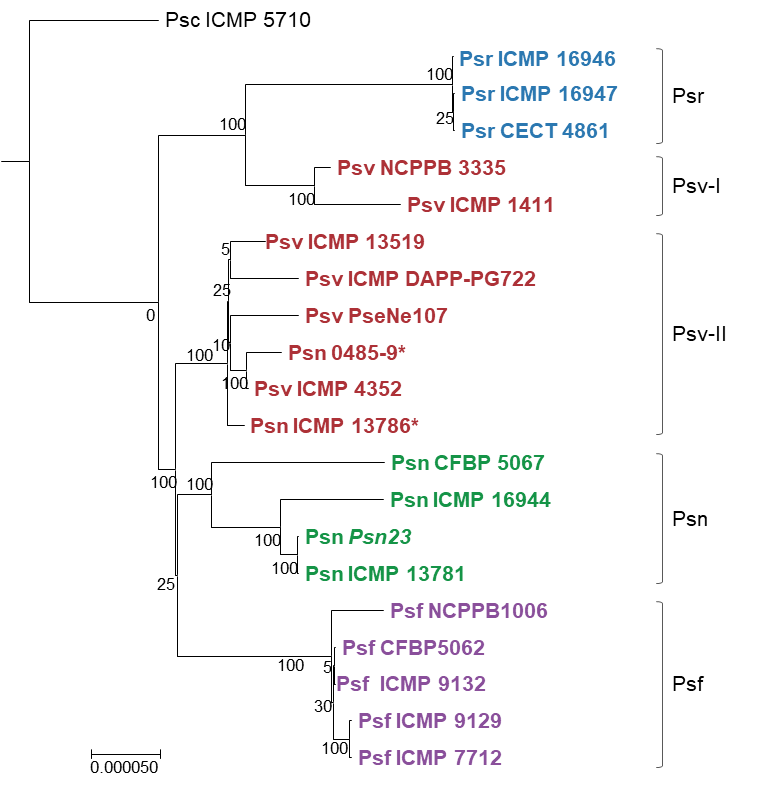 Psc ICMP 5710
Psr ICMP 16946
100
Psr ICMP 16947
Psr
25
100
Psr CECT 4861
Psv NCPPB 3335
Psv-I
100
Psv ICMP 1411
Psv ICMP 13519
5
Psv ICMP DAPP-PG722
25
Psv PseNe107
0
Psv-II
10
100
Psn 0485-9*
100
Psv ICMP 4352
Psn ICMP 13786*
Psn CFBP 5067
100
100
Psn ICMP 16944
Psn
100
Psn Psn23
100
Psn ICMP 13781
25
Psf NCPPB1006
Psf CFBP5062
100
5
Psf ICMP 9132
Psf
30
Psf ICMP 9129
100
Psf ICMP 7712
0.000050